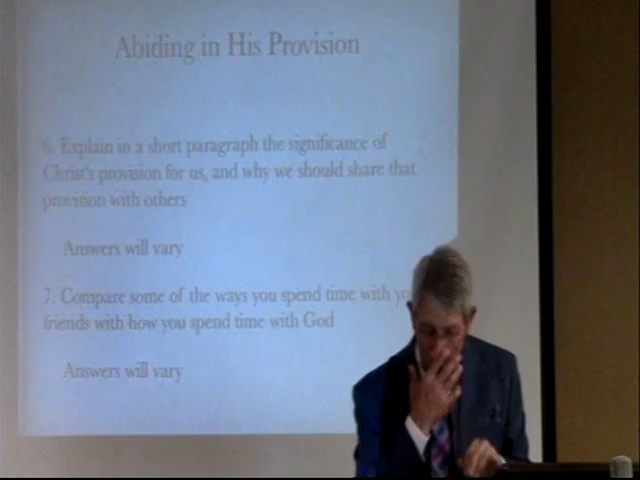 Abiding in His Provision
6. Explain in a short paragraph the significance of
Christ's provision for us, and why we should share that
provision with others
Answers will vary
7. Compare some of the ways you spend time with
friends with how you spend time with God
Answers will vary